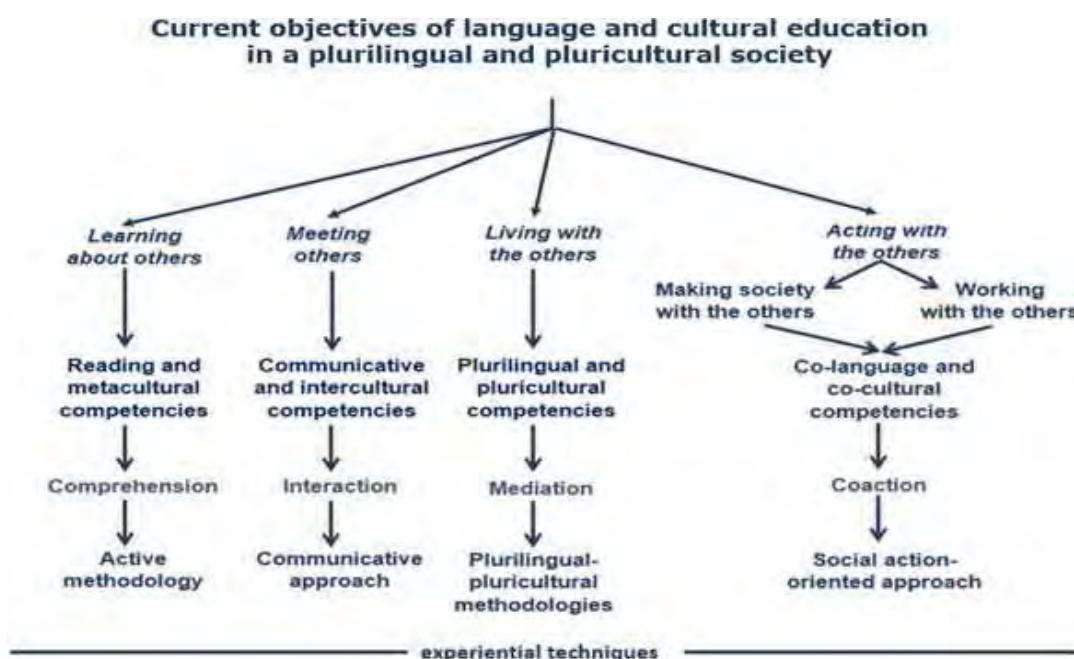 Current objectives of language and cultural education
in a plurilingual and pluricultural society
Learning
about others
Meeting
others
Living with
the others
Acting with
the others
Making society
with the others
Working
with the others
Reading and
metacultural
competencies
Communicative
and intercultural
competencies
Plurilingual and
pluricultural
competencies
Co-language and
co-cultural
competencies
Comprehension
Interaction
Mediation
Coaction
Active
methodology
Communicative
approach
Plurilingual-
pluricultural
methodologies
Social action-
oriented approach
experiential techniques